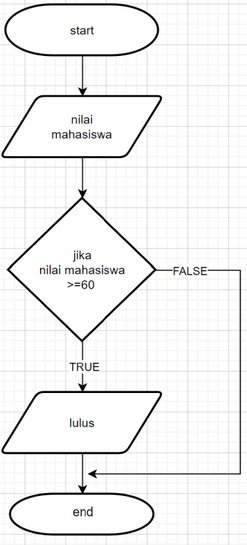 start
nilai
mahasiswa
jika
nilai mahasiswa
>=60
FALSE
TRUE
lulus
end